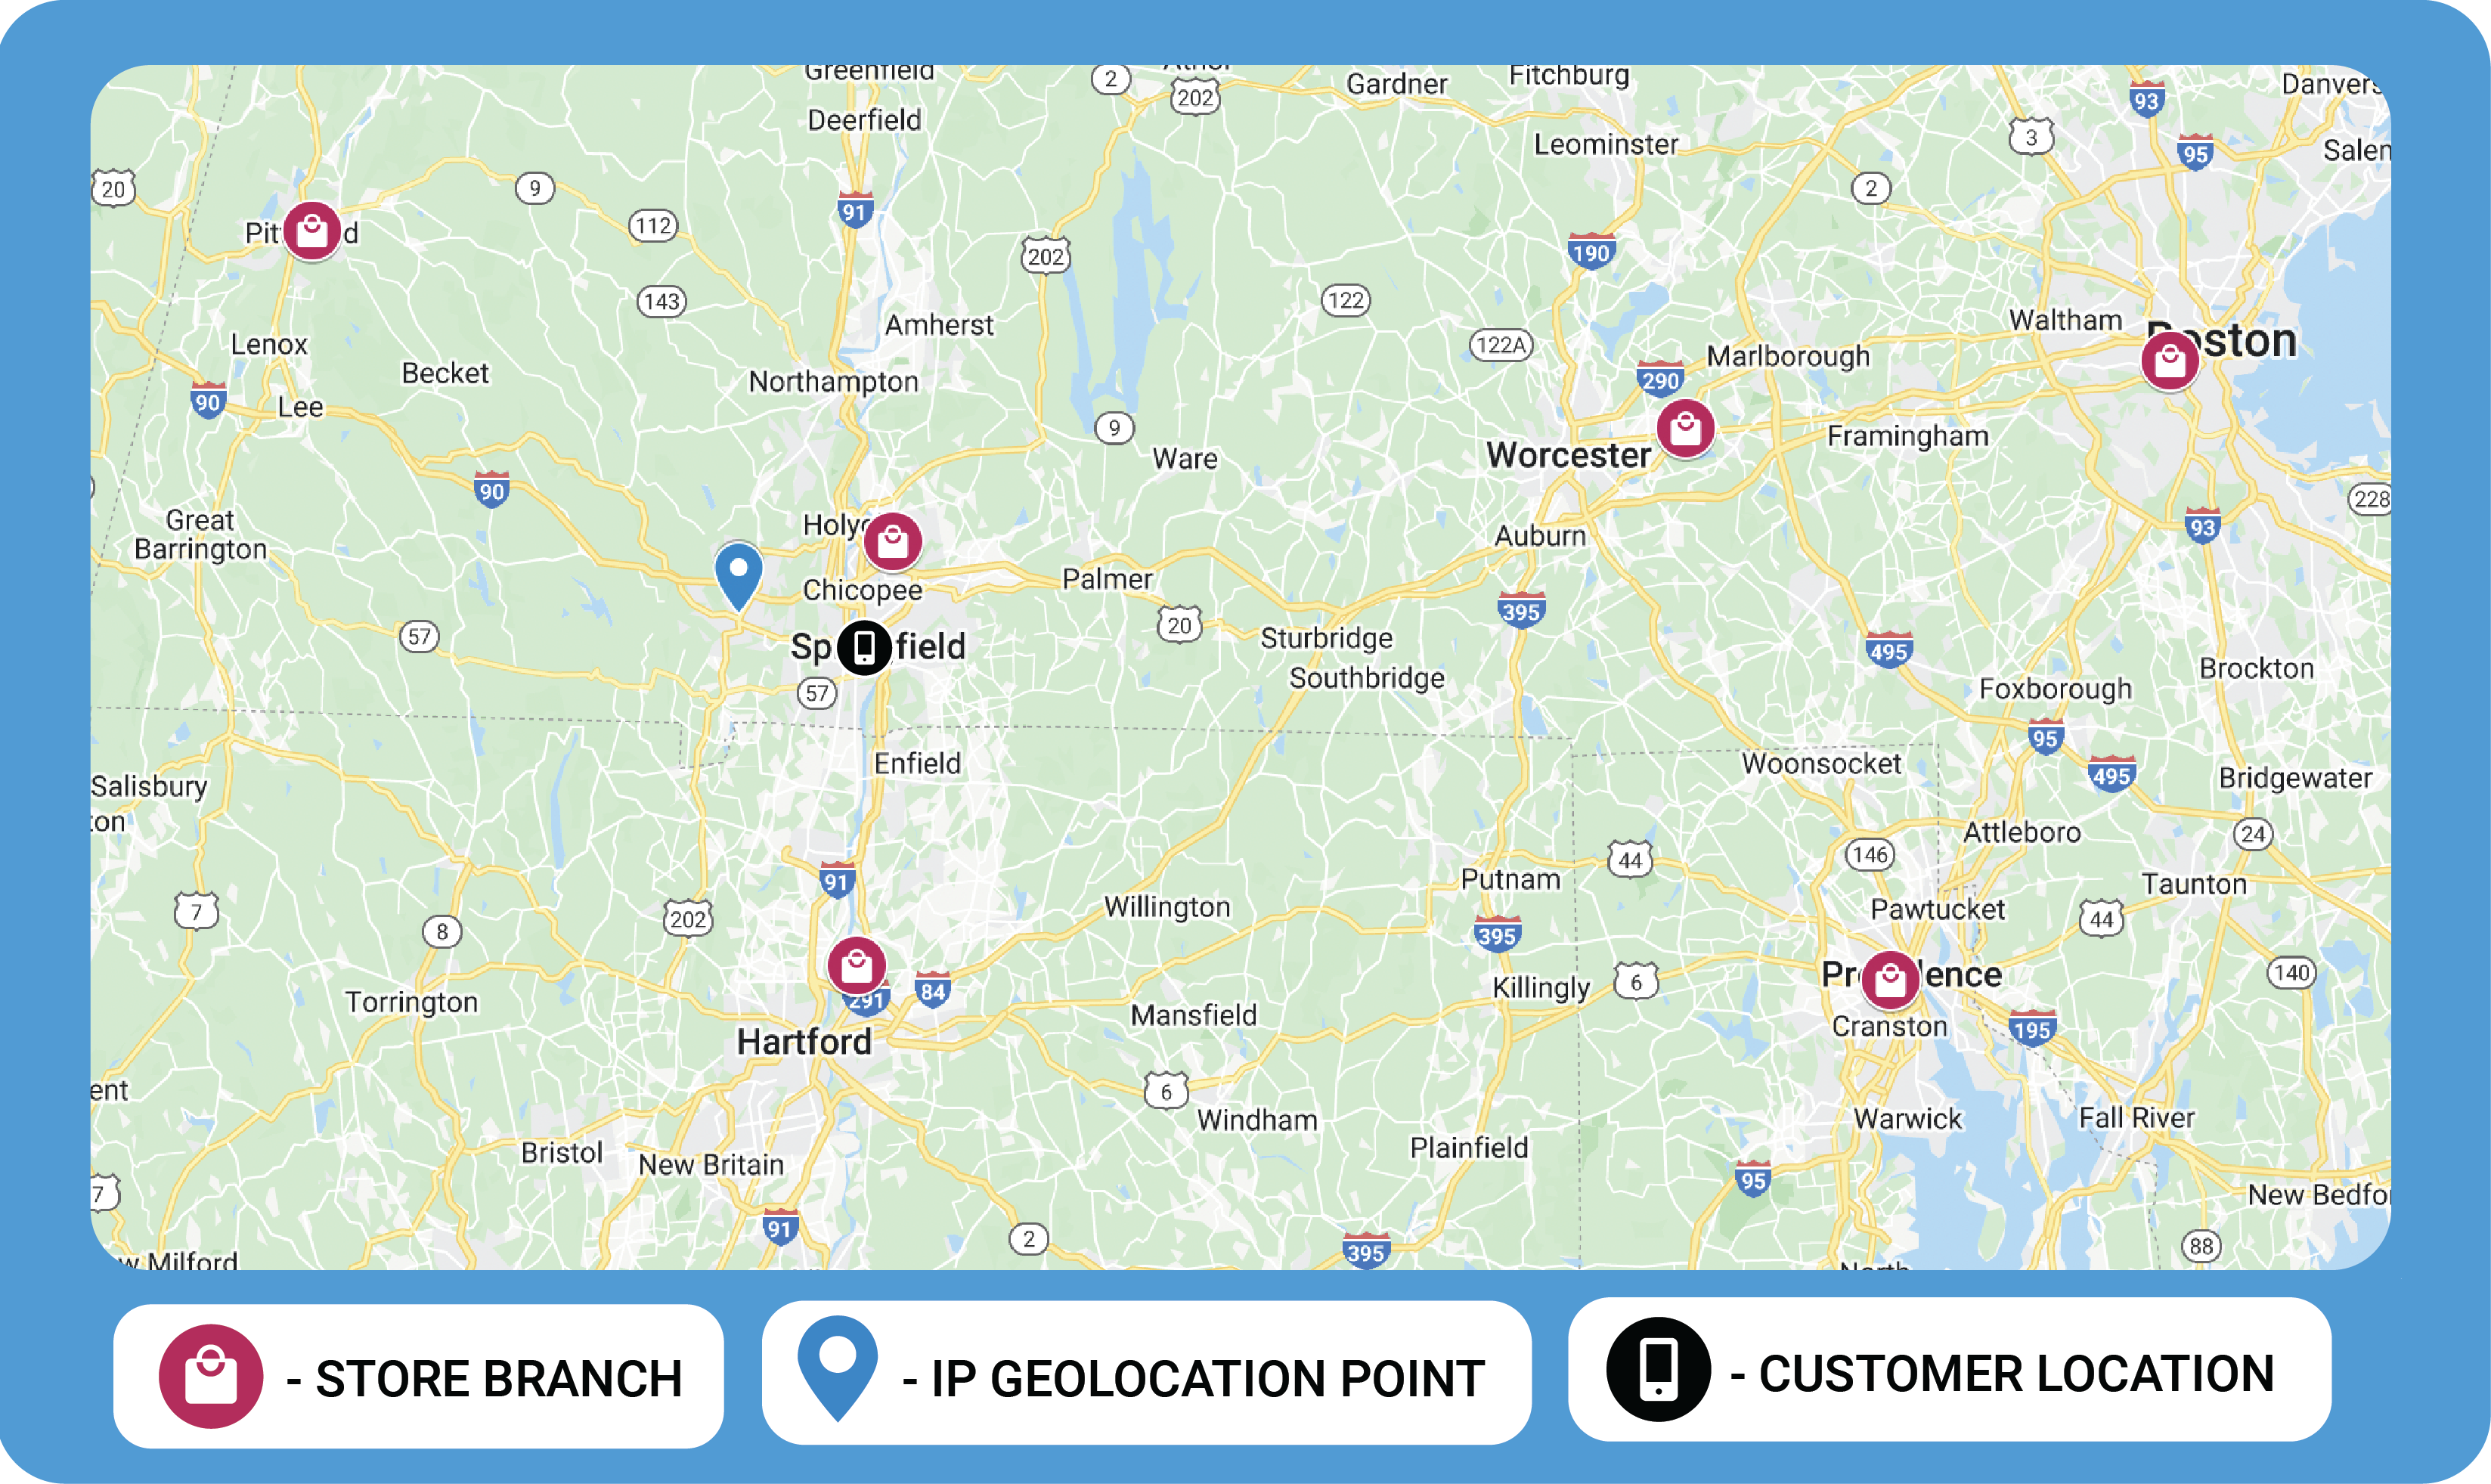 Greenfield
Fitchburg
Gardner
Danvers
2
202
93
Deerfield
3
Leominster
95
Salem
20
9
2
91
112
Pit d
190
202
143
122
Amherst
Waltham
Boston
Lenox
122A
Marlborough
Becket
290
Northampton
90
Lee
9
Framingham
Worcester
Ware
90
228
Great
Barrington
Holyo
93
Auburn
Palmer
Chicopee
395
20
57
Sp field
Sturbridge
495
Brockton
Southbridge
Foxborough
57
95
Enfield
Woonsocket
495
Bridgewater
Salisbury
ton
Attleboro
24
146
44
91
Putnam
Taunton
Willington
Pawtucket
7
202
44
8
395
140
Pr dence
6
Killingly
84
291
Torrington
Mansfield
Cranston
195
Hartford
ent
6
Windham
Warwick
Fall River
Plainfield
Bristol
New Britain
95
7
New Bedfo
91
2
88
395
w Milford
North
- STORE BRANCH
- IP GEOLOCATION POINT
- CUSTOMER LOCATION